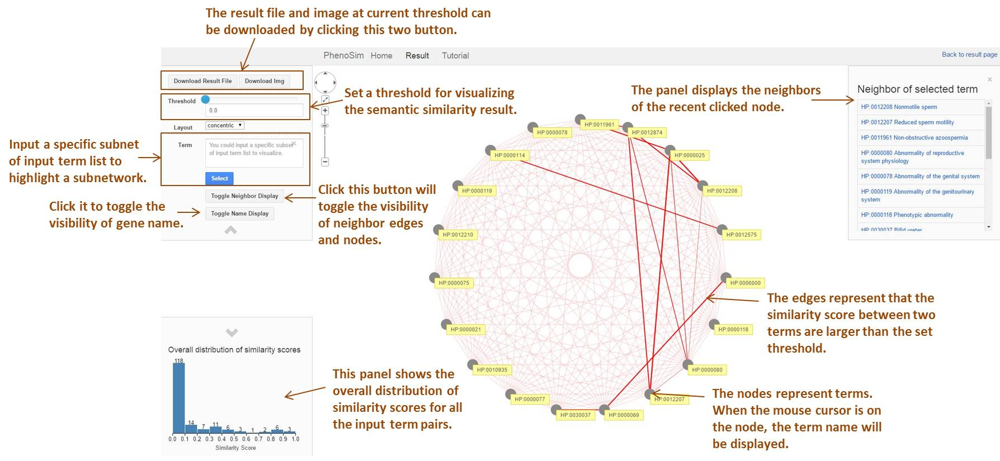 The result file and image at current threshold can
be downloaded by clicking this two button.
PhenoSim Home Result Tutorial
Back to result page
Download Result File Download Img
Threshold
0.0
Layout concentric
Term
You could input a specific subset
of input term list to visualize.
Select
Toggle Neighbor Display
Toggle Name Display
Set a threshold for visualizing
the semantic similarity result.
The panel displays the neighbors
of the recent clicked node.
Neighbor of selected term
HP:0012208 Nonmotile sperm
HP:0012207 Reduced sperm motility
HP:0011961 Non-obstructive azoospermia
HP:0000080 Abnormality of reproductive
system physiology
HP:0000078 Abnormality of the genital system
HP:0000119 Abnormality of the genitourinary
system
HP:0000118 Phenotypic abnormality
HP:0030037 Bifid ureter
Input a specific subnet
of input term list to
highlight a subnetwork.
Click it to toggle the
visibility of gene name.
Click this button will
toggle the visibility
of neighbor edges
and nodes.
HP:0011961
HP:0012874
HP:0000078
HP:0000025
HP:0000114
HP:0012208
HP:0000119
HP:0012575
HP:0012210
HP:0006000
HP:0000075
HP:0000118
HP:0000021
HP:0000080
HP:0010935
HP:0012207
HP:0000077
HP:0000069
HP:0030037
The edges represent that the
similarity score between two
terms are larger than the set
threshold.
The nodes represent terms.
When the mouse cursor is on
the node, the term name will
be displayed.
Overall distribution of similarity scores
118
14 7 11 6 3 1 2 6 3
0.0 0.1 0.2 0.3 0.4 0.5 0.6 0.7 0.8 0.9 1.0
Similarity Score
This panel shows the
overall distribution of
similarity scores for all
the input term pairs.